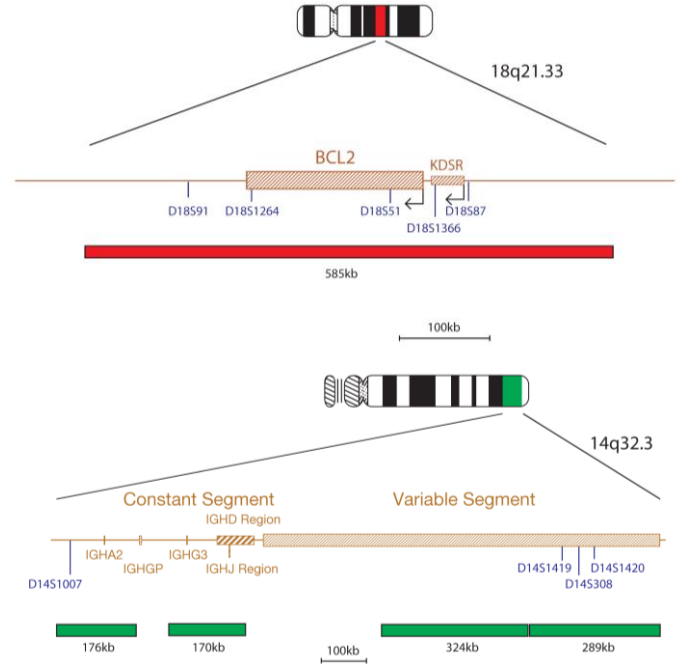 18q21.33
BCL2
KDSR
D18S91
D18S1264
D18S51
D18S87
D18S1366
585kb
100kb
14q32.3
Constant Segment
Variable Segment
IGHD Region
IGHA2
IGHG3
IGHGP
IGHJ Region
D14S1007
D14S1419
D14S1420
D14S308
176kb
170kb
100kb
324kb
289kb